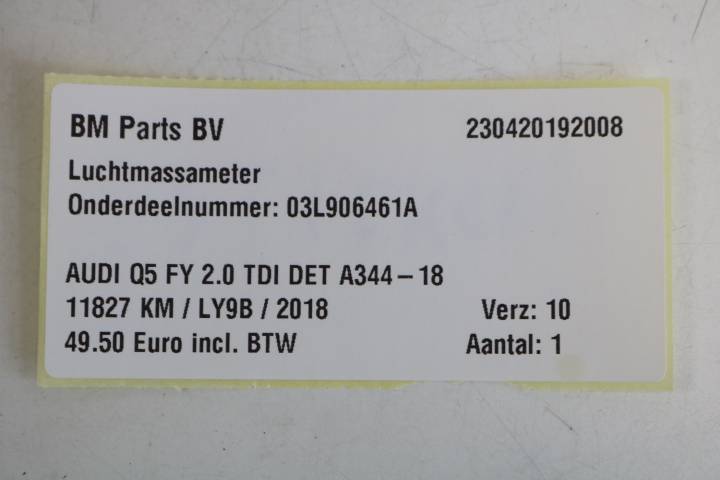 BM Parts BV 230420192008
Luchtmassameter
Onderdeelnummer: 03L906461A
AUDI Q5 FY 2.0 TDI DET A344-18
11827 KM / LY9B / 2018 Verz: 10
49.50 Euro incl. BTW Aantal: 1